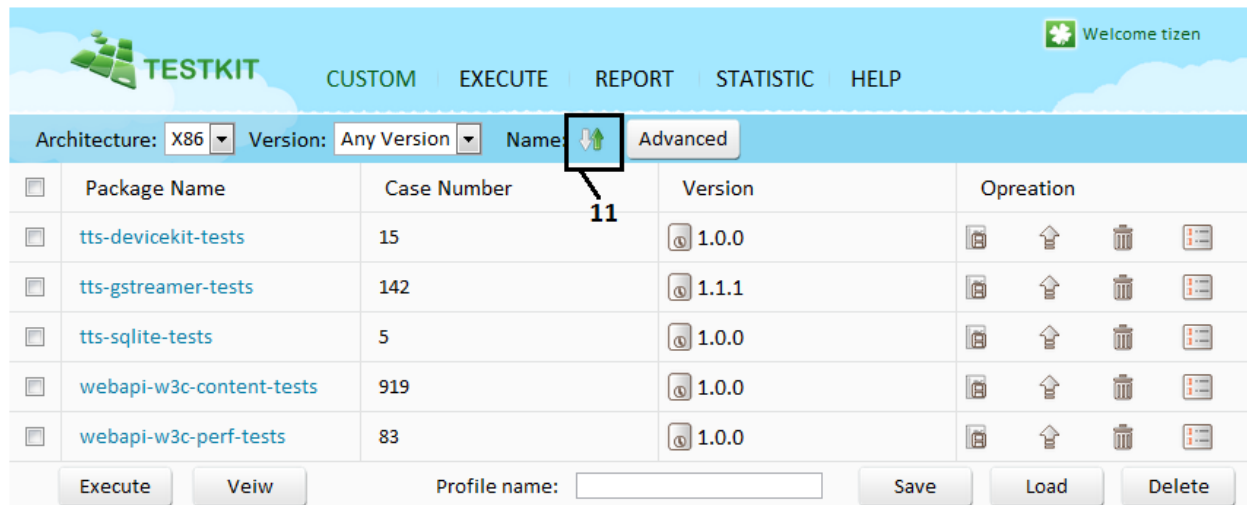 Welcome tizen
TESTKIT
CUSTOM EXECUTE REPORT STATISTIC HELP
Architecture: X86 Version: Any Version Name: Advanced
Package Name Case Number Version Opreation
11
tts-devicekit-tests 15 1.0.0
tts-gstreamer-tests 142 1.1.1
tts-sqlite-tests 5 1.0.0
webapi-w3c-content-tests 919 1.0.0
webapi-w3c-perf-tests 83 1.0.0
Execute Veiw Profile name: Save Load Delete